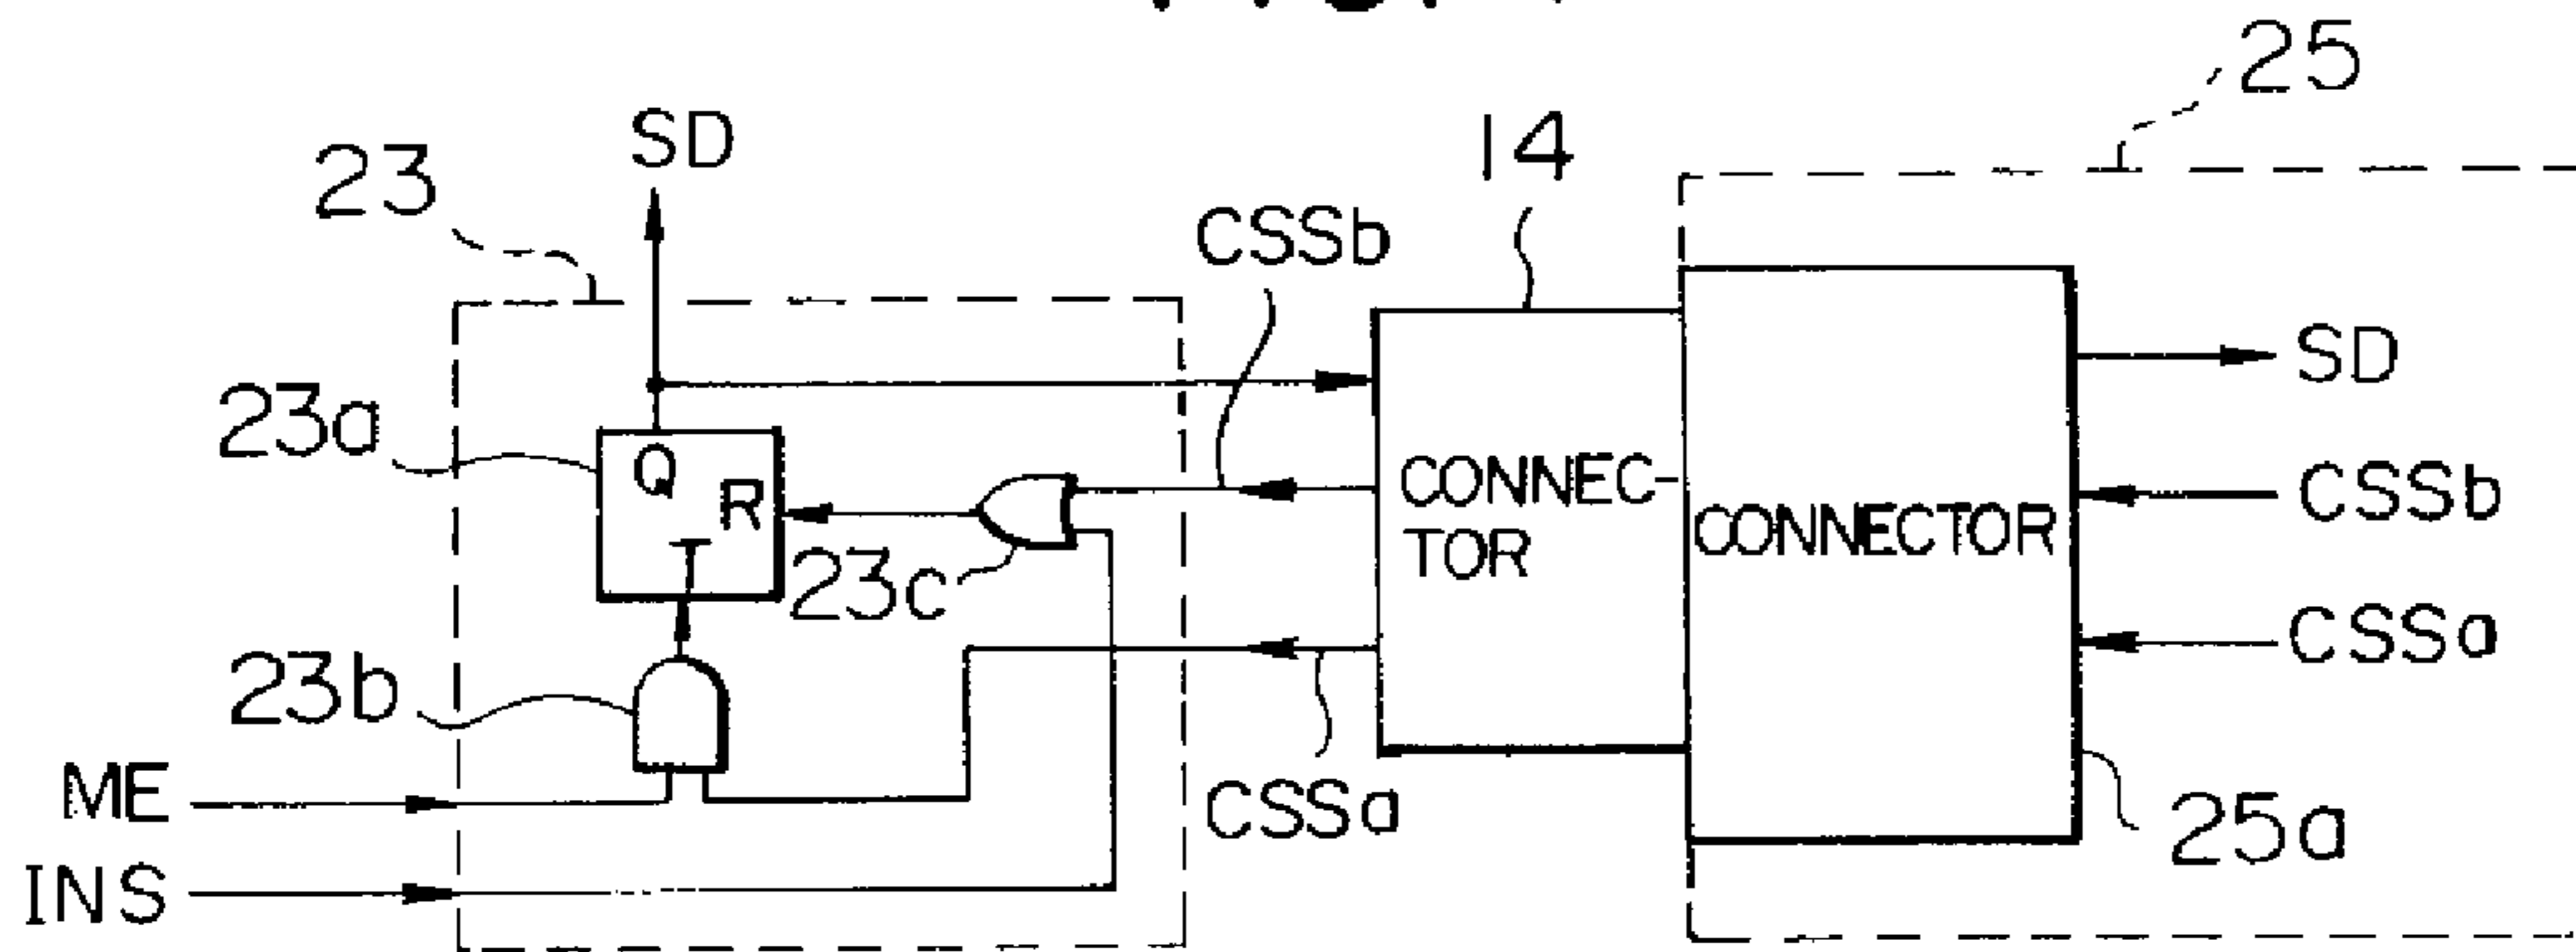 25
SD
14
23
CSSb
SD
23a
Q
CONNEC-
CSSb
R
TOR
CONNECTOR
T
23c
CSSa
23b
ME
CSSa
25a
INS